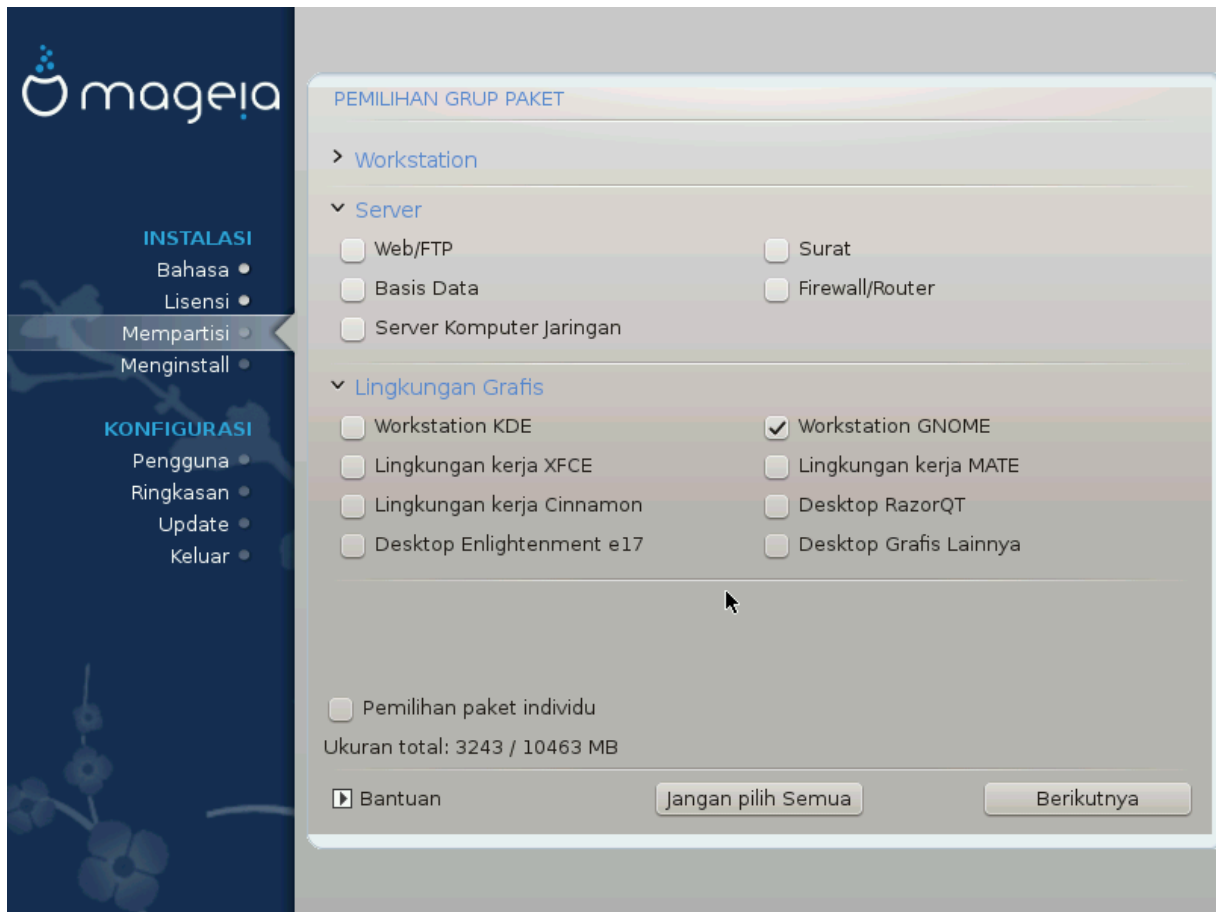 mageia
INSTALASI
Bahasa
Lisensi
Mempartisi
Menginstall
KONFIGURASI
Pengguna
Ringkasan
Update
Keluar
PEMILIHAN GRUP PAKET
Workstation
Server
Web/FTP
Surat
Basis Data
Firewall/Router
Server Komputer Jaringan
Lingkungan Grafis
Workstation KDE
Workstation GNOME
Lingkungan kerja XFCE
Lingkungan kerja MATE
Lingkungan kerja Cinnamon
Desktop RazorQT
Desktop Enlightenment e17
Desktop Grafis Lainnya
Pemilihan paket individu
Ukuran total: 3243 / 10463 MB
Bantuan
Jangan pilih Semua
Berikutnya